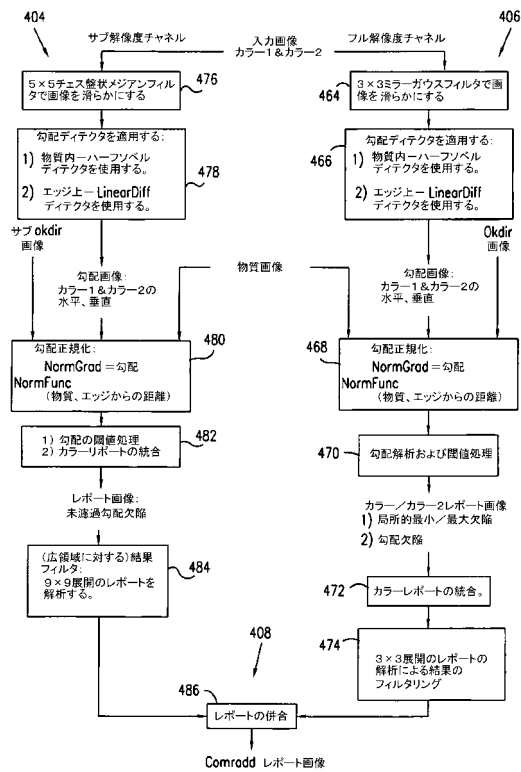 404
サブ解像度チャネル
入力画像
カラー1&カラー2
フル解像度チャネル
406
5×5チェス盤状メジアンフィル
タで画像を滑らかにする
476
勾配ディテクタを適用する:
1) 物質内ーハーフソベル
ディテクタを使用する。
2) エッジ上ー LinearDiff
ディテクタを使用する。
478
サブ okdir
画像
勾配画像:
カラー1&カラー2の
水平、垂直
物質画像
勾配正規化:
NormGrad=勾配
NormFunc
(物質、エッジからの距離)
480
1) 勾配の閾値処理
2) カラーリポートの統合
482
レポート画像:
未濾過勾配欠陥
(広領域に対する)結果
フィルタ:
9×9展開のレポートを
解析する。
484
464
3×3ミラーガウスフィルタで画
像を滑らかにする
466
勾配ディテクタを適用する:
1) 物質内ーハーフソベル
ディテクタを使用する。
2) エッジ上ー LinearDiff
ディテクタを使用する。
Okdir
画像
勾配画像:
カラー1&カラー2の
水平、垂直
468
勾配正規化:
NormGrad=勾配
NormFunc
(物質、エッジからの距離)
470
勾配解析および閾値処理
カラー/カラー2レポート画像
1) 局所的最小/最大欠陥
2) 勾配欠陥
472
カラーレポートの統合。
474
3×3展開のレポートの
解析による結果の
フィルタリング
408
486
レポートの併合
Comradd レポート画像